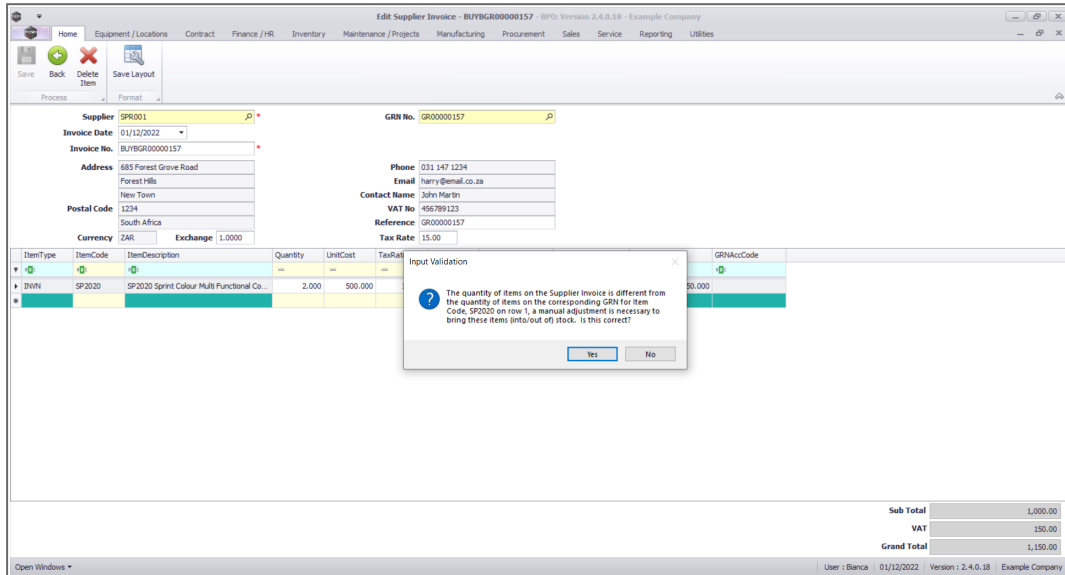 Edit Supplier Invoice - BUYBGR00000157 - BPO: Version 2.4.0.18 - Example Company
Home Equipment / Locations Contract Finance / HR Inventory Maintenance / Projects Manufacturing Procurement Sales Service Reporting Utilities
Save Back Delete Item Save Layout
Process Format
Supplier SPR001 * GRN No. GR00000157
Invoice Date 01/12/2022
Invoice No. BUYBGR00000157 *
Address 685 Forest Grove Road Phone 031 147 1234
Forest Hills Email harry@email.co.za
New Town Contact Name John Martin
Postal Code 1234 VAT No 456789123
South Africa Reference GR00000157
Currency ZAR Exchange 1.0000 Tax Rate 15.00
ItemType ItemCode ItemDescription Quantity UnitCost TaxRat GRNAccCode
INVN SP2020 SP2020 Sprint Colour Multi Functional Co... 2.000 500.000 50.000
Input Validation
The quantity of items on the Supplier Invoice is different from
the quantity of items on the corresponding GRN for Item
Code, SP2020 on row 1, a manual adjustment is necessary to
bring these items (into/out of) stock. Is this correct?
Yes No
Sub Total 1,000.00
VAT 150.00
Grand Total 1,150.00
Open Windows User : Bianca 01/12/2022 Version : 2.4.0.18 Example Company